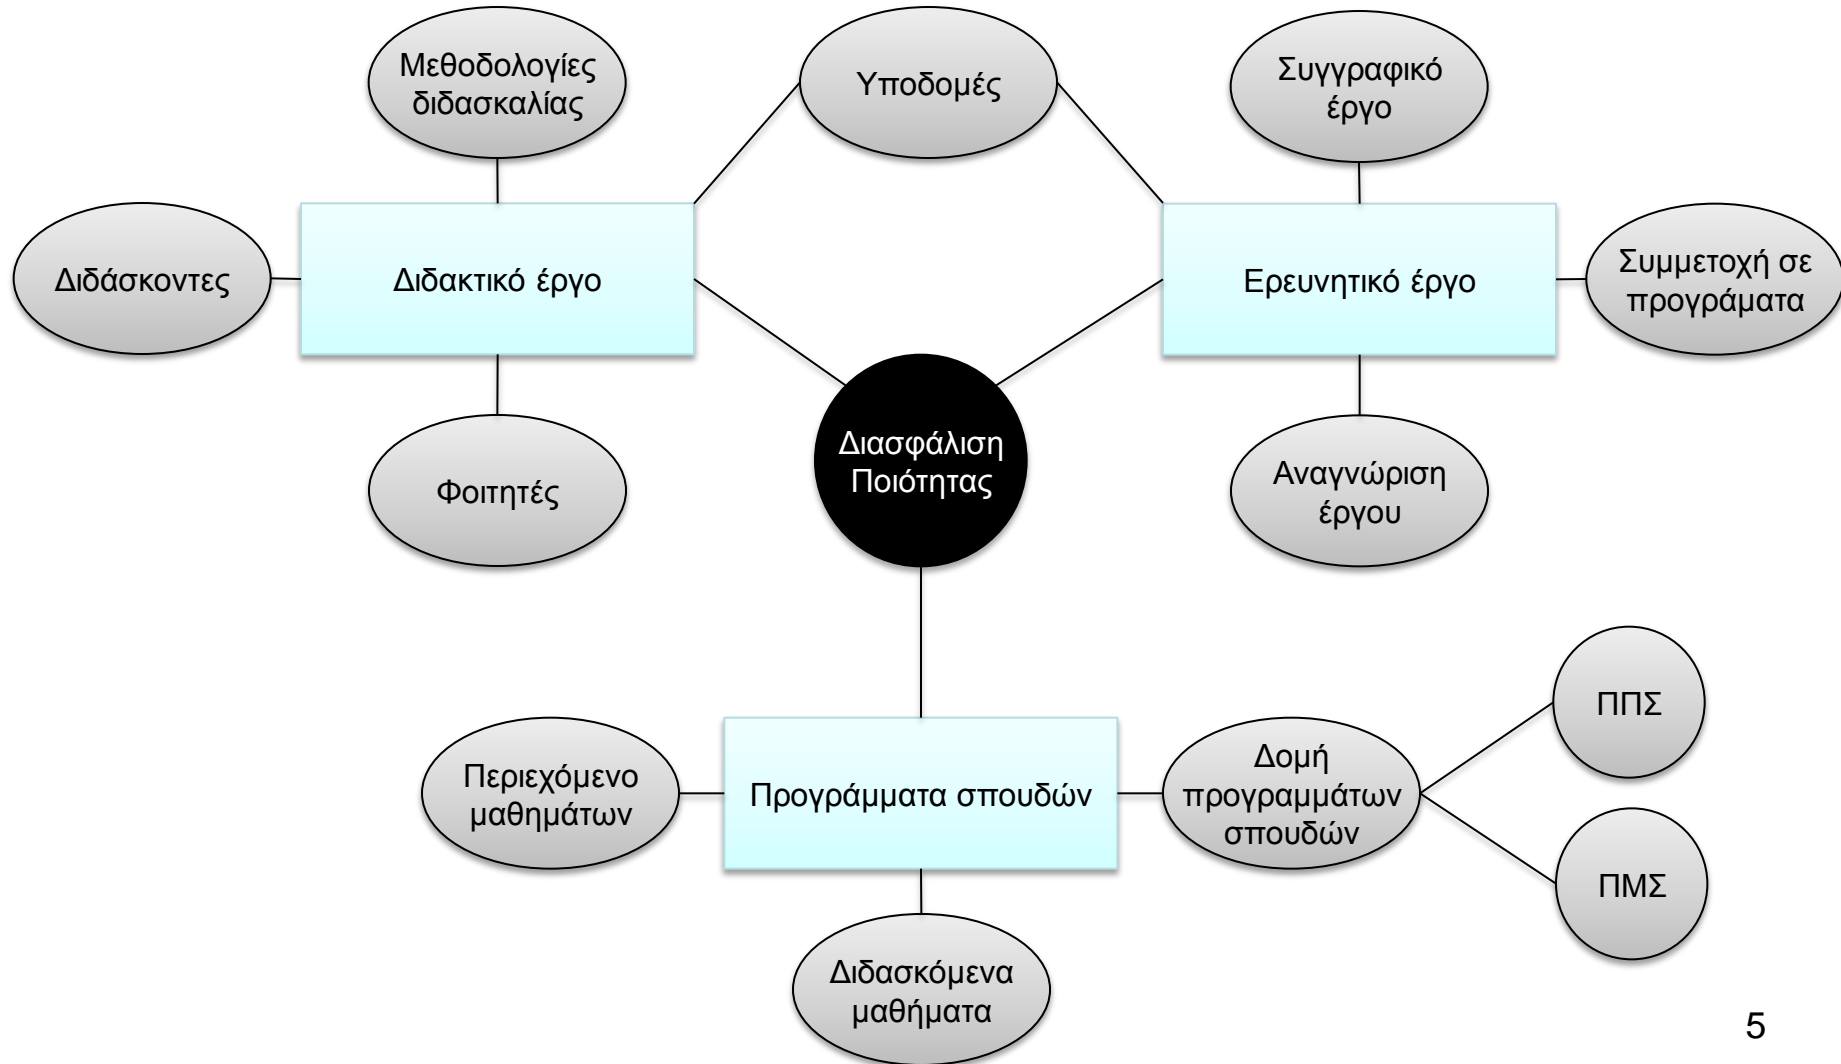 Μεθοδολογίες
διδασκαλίας
Υποδομές
Συγγραφικό
έργο
Διδάσκοντες
Διδακτικό έργο
Ερευνητικό έργο
Συμμετοχή σε
προγράματα
Διασφάλιση
Ποιότητας
Φοιτητές
Αναγνώριση
έργου
ΠΠΣ
Περιεχόμενο
μαθημάτων
Προγράμματα σπουδών
Δομή
προγραμμάτων
σπουδών
ΠΜΣ
Διδασκόμενα
μαθήματα
5